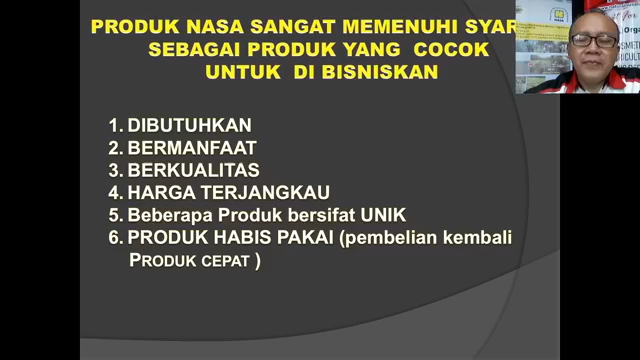 PRODUK NASA SANGAT MEMENUHI SYAR
SEBAGAI PRODUK YANG COCOK
UNTUK DI BISNISKAN
1. DIBUTUHKAN
2. BERMANFAAT
3. BERKUALITAS
4. HARGA TERJANGKAU
5. Beberapa Produk bersifat UNIK
6. PRODUK HABIS PAKAI (pembelian kembali
PRODUK CEPAT )